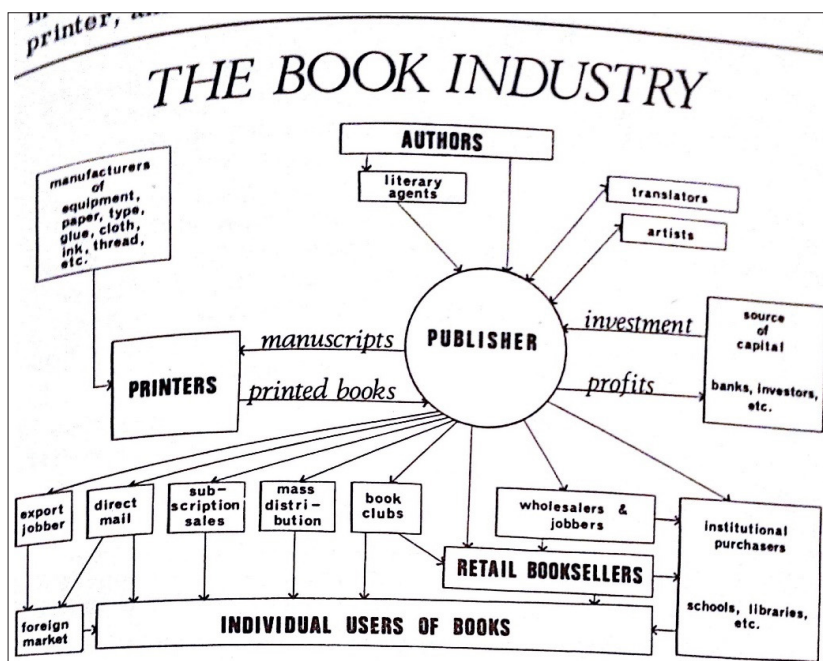 printer,
THE BOOK INDUSTRY
AUTHORS
manufacturers
of
equipment,
paper, type,
glue, cloth,
ink, thread,
etc.
literary
agents
translators
artists
PUBLISHER
investment
source
of
capital
banks, investors,
etc.
manuscripts
PRINTERS
printed books
profits
export
jobber
direct
mail
sub-
scription
sales
mass
distri-
bution
book
clubs
wholesalers &
jobbers
institutional
purchasers
schools, libraries,
etc.
RETAIL BOOKSELLERS
foreign
market
INDIVIDUAL USERS OF BOOKS